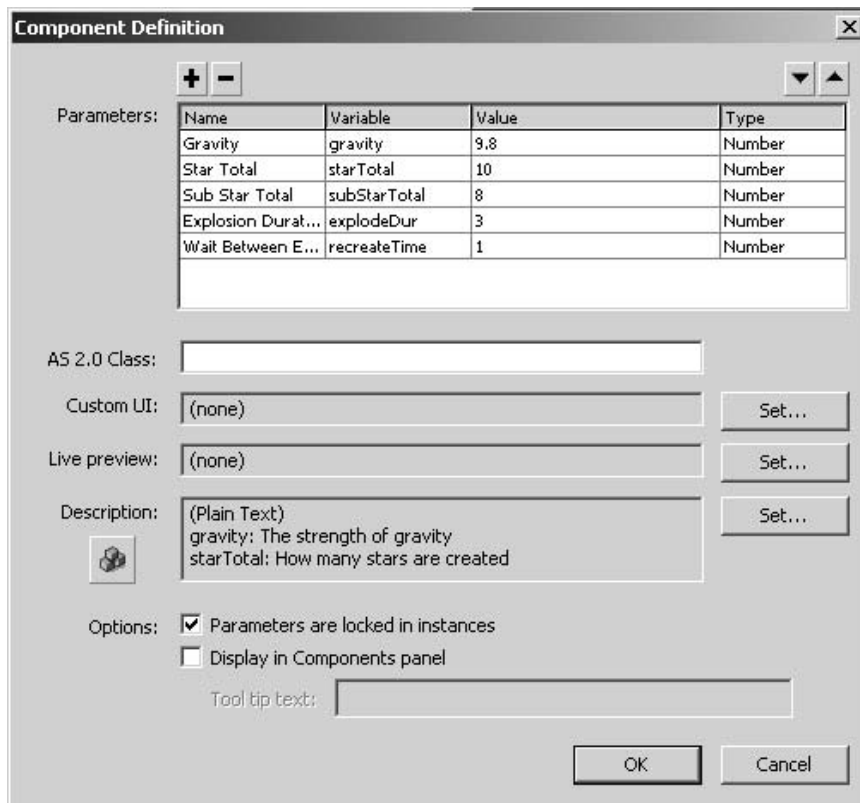 Component Definition
Parameters:
Name Variable Value Type
Gravity gravity 9.8 Number
Star Total starTotal 10 Number
Sub Star Total subStarTotal 8 Number
Explosion Durat... explodeDur 3 Number
Wait Between E... recreateTime 1 Number
AS 2.0 Class:
Custom UI: (none) Set...
Live preview: (none) Set...
Description: (Plain Text) Set...
gravity: The strength of gravity
starTotal: How many stars are created
Options: Parameters are locked in instances
Display in Components panel
Tool tip text:
OK Cancel